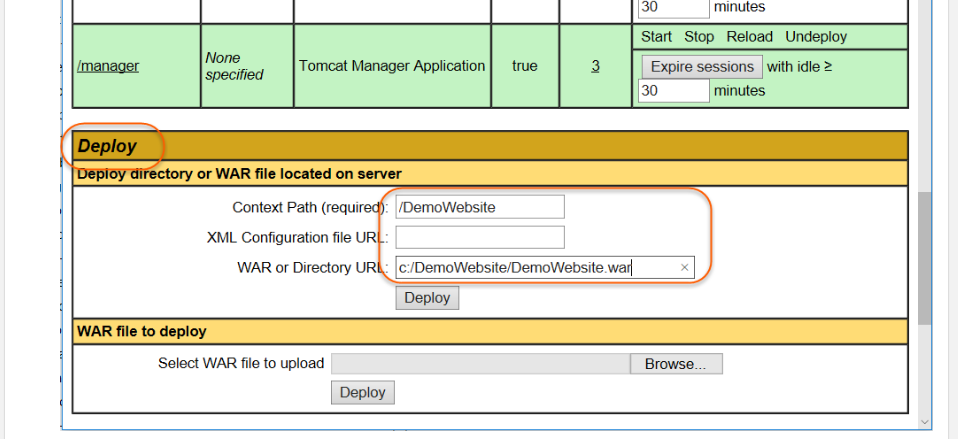 30 minutes
Start Stop Reload Undeploy
/manager None specified Tomcat Manager Application true 3
Expire sessions with idle ≥
30 minutes
Deploy
Deploy directory or WAR file located on server
Context Path (required): /DemoWebsite
XML Configuration file URL:
WAR or Directory URL: c:/DemoWebsite/DemoWebsite.war ×
Deploy
WAR file to deploy
Select WAR file to upload Browse...
Deploy